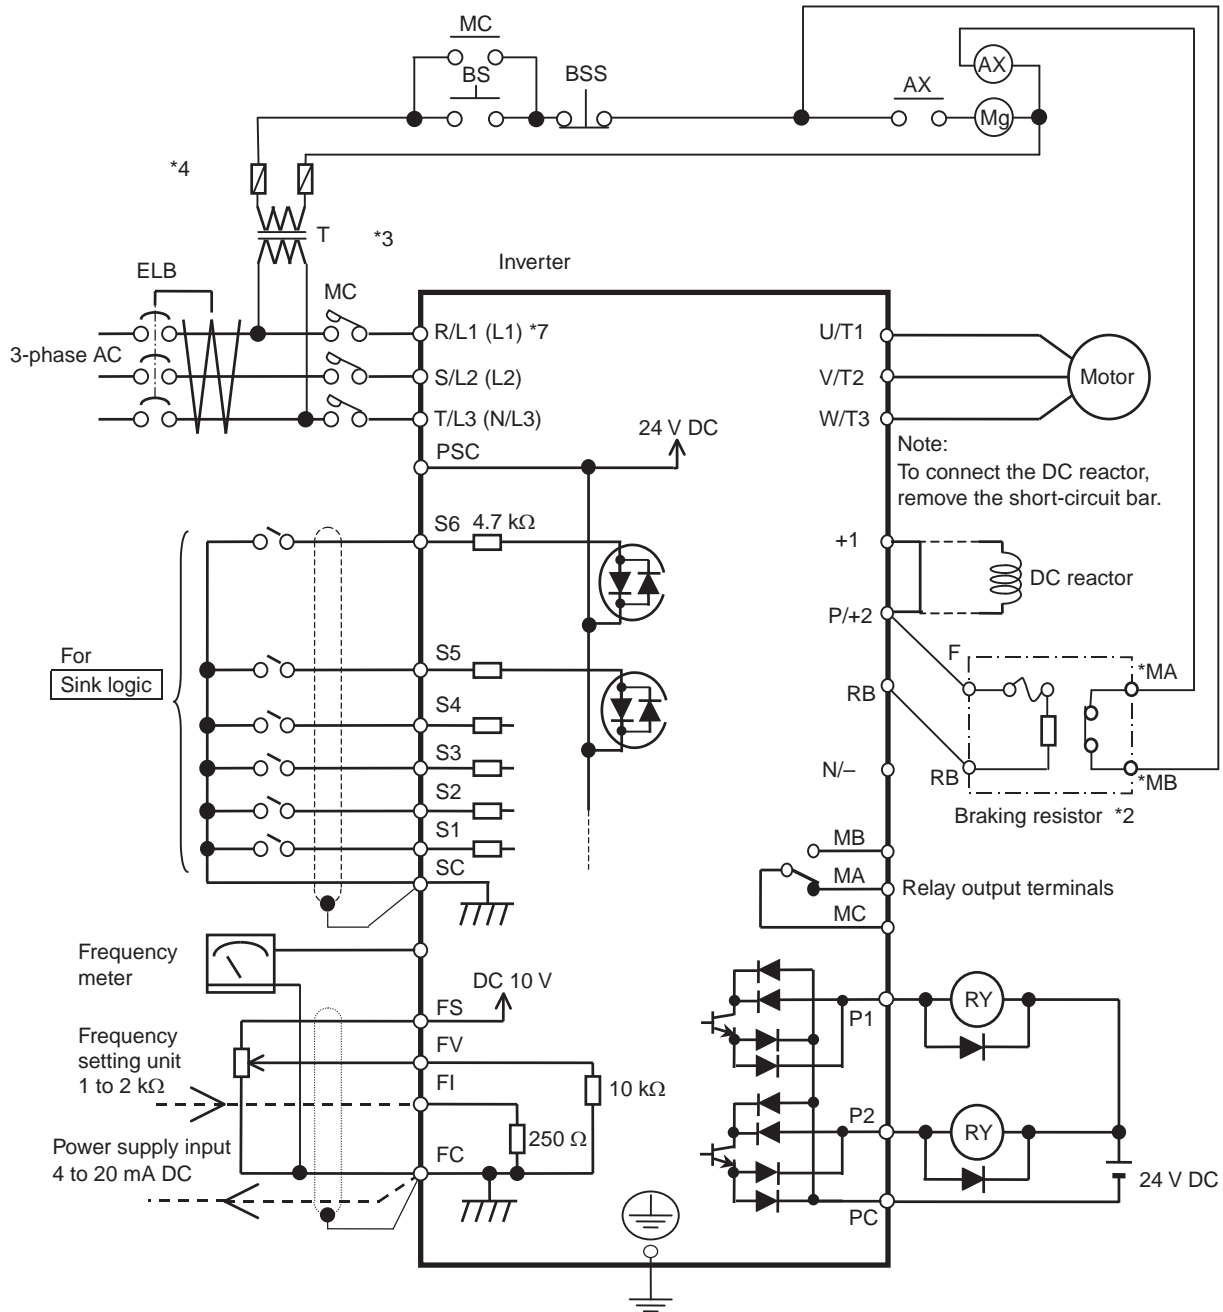 MC
BS
BSS
AX
AX
Mg
*4
T
*3
Inverter
ELB
MC
3-phase AC
R/L1 (L1) *7
S/L2 (L2)
T/L3 (N/L3)
PSC
24 V DC
U/T1
V/T2
W/T3
Motor
Note:
To connect the DC reactor,
remove the short-circuit bar.
S6
4.7 kΩ
+1
DC reactor
P/+2
F
*MA
RB
RB
*MB
N/–
Braking resistor *2
For
Sink logic
S5
S4
S3
S2
S1
SC
MB
MA
MC
Relay output terminals
Frequency
meter
DC 10 V
FS
Frequency
setting unit
1 to 2 kΩ
FV
FI
10 kΩ
250 Ω
Power supply input
4 to 20 mA DC
FC
P1
RY
P2
RY
PC
24 V DC